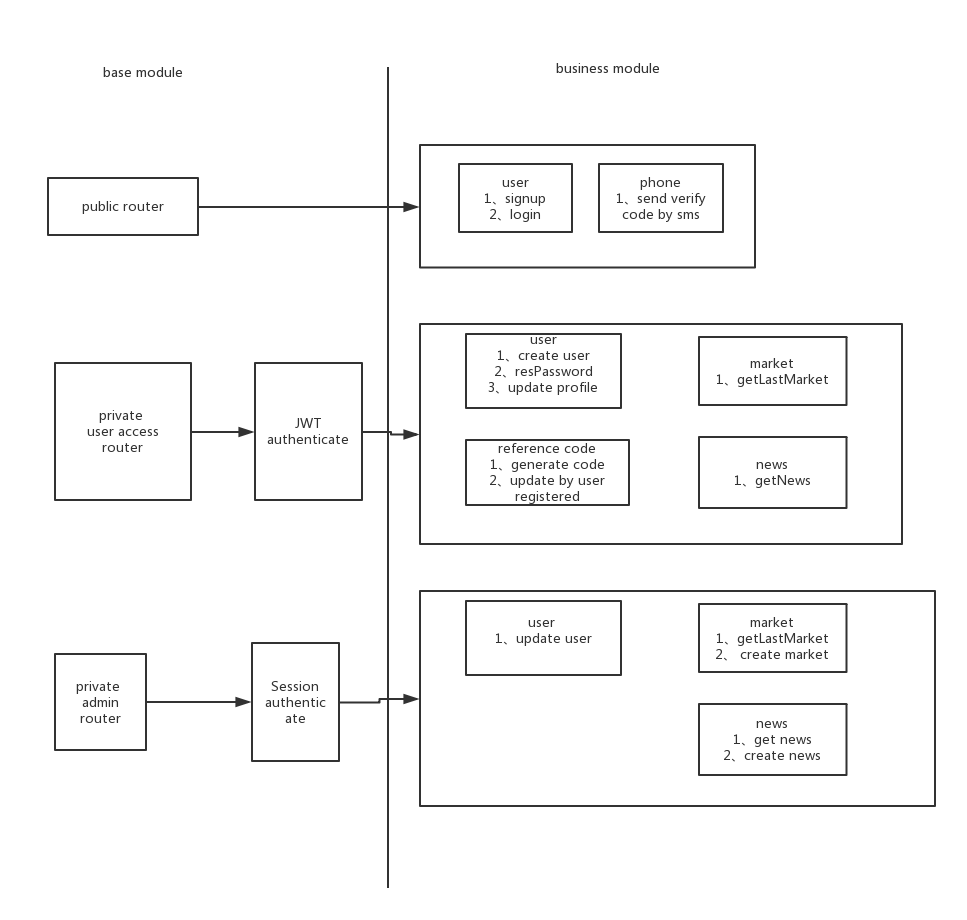 base module
business module
public router
user
1、signup
2、login
phone
1、send verify
code by sms
private
user access
router
JWT
authenticate
user
1、create user
2、resPassword
3、update profile
market
1、getLastMarket
reference code
1、generate code
2、update by user
registered
news
1、getNews
private
admin
router
Session
authentic
ate
user
1、update user
market
1、getLastMarket
2、 create market
news
1、get news
2、create news